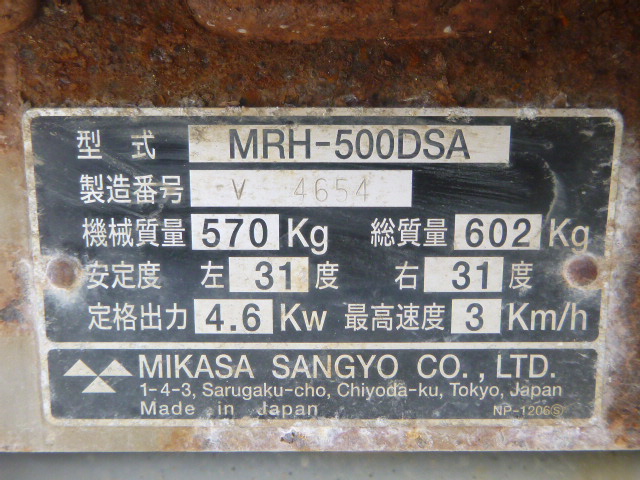 型式 MRH-500DSA
製造番号 V 4654
機械質量 570 Kg 総質量 602 Kg
安定度 左 31 度 右 31 度
定格出力 4.6 Kw 最高速度 3 Km/h
MIKASA SANGYO CO., LTD.
1-4-3, Sarugaku-cho, Chiyoda-ku, Tokyo, Japan
Made in Japan NP-1206Ⓢ